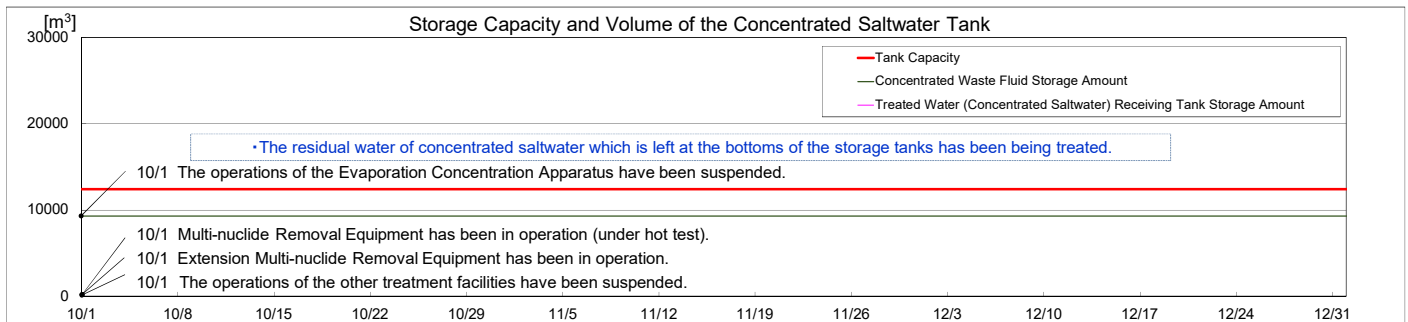 [m³]
Storage Capacity and Volume of the Concentrated Saltwater Tank
30000
Tank Capacity
Concentrated Waste Fluid Storage Amount
Treated Water (Concentrated Saltwater) Receiving Tank Storage Amount
20000
・The residual water of concentrated saltwater which is left at the bottoms of the storage tanks has been being treated.
10/1 The operations of the Evaporation Concentration Apparatus have been suspended.
10000
10/1 Multi-nuclide Removal Equipment has been in operation (under hot test).
10/1 Extension Multi-nuclide Removal Equipment has been in operation.
10/1 The operations of the other treatment facilities have been suspended.
0
10/1 10/8 10/15 10/22 10/29 11/5 11/12 11/19 11/26 12/3 12/10 12/17 12/24 12/31